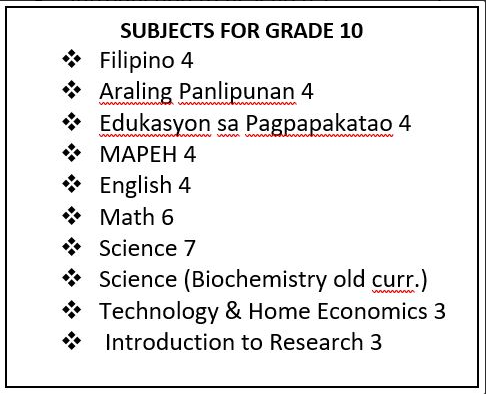 SUBJECTS FOR GRADE 10
❖ Filipino 4
❖ Araling Panlipunan 4
❖ Edukasyon sa Pagpapakatao 4
❖ MAPEH 4
❖ English 4
❖ Math 6
❖ Science 7
❖ Science (Biochemistry old curr.)
❖ Technology & Home Economics 3
❖ Introduction to Research 3